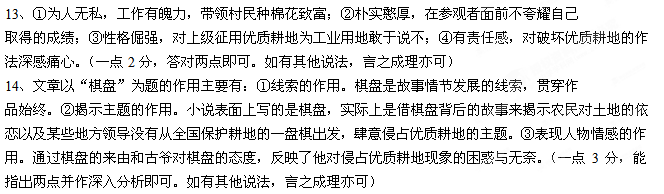 13、①为人无私，工作有魄力，带领村民种棉花致富；②朴实憨厚，在参观者面前不夸耀自己
取得的成绩；③性格倔强，对上级征用优质耕地为工业用地敢于说不；④有责任感，对破坏优质耕地的作
法深感痛心。（一点 2 分，答对两点即可。如有其他说法，言之成理亦可）
14、文章以“棋盘”为题的作用主要有：①线索的作用。棋盘是故事情节发展的线索，贯穿作
品始终。②揭示主题的作用。小说表面上写的是棋盘，实际上是借棋盘背后的故事来揭示农民对土地的依
恋以及某些地方领导没有从全国保护耕地的一盘棋出发，肆意侵占优质耕地的主题。③表现人物情感的作
用。通过棋盘的来由和古爷对棋盘的态度，反映了他对侵占优质耕地现象的困惑与无奈。（一点 3 分，能
指出两点并作深入分析即可。如有其他说法，言之成理亦可）